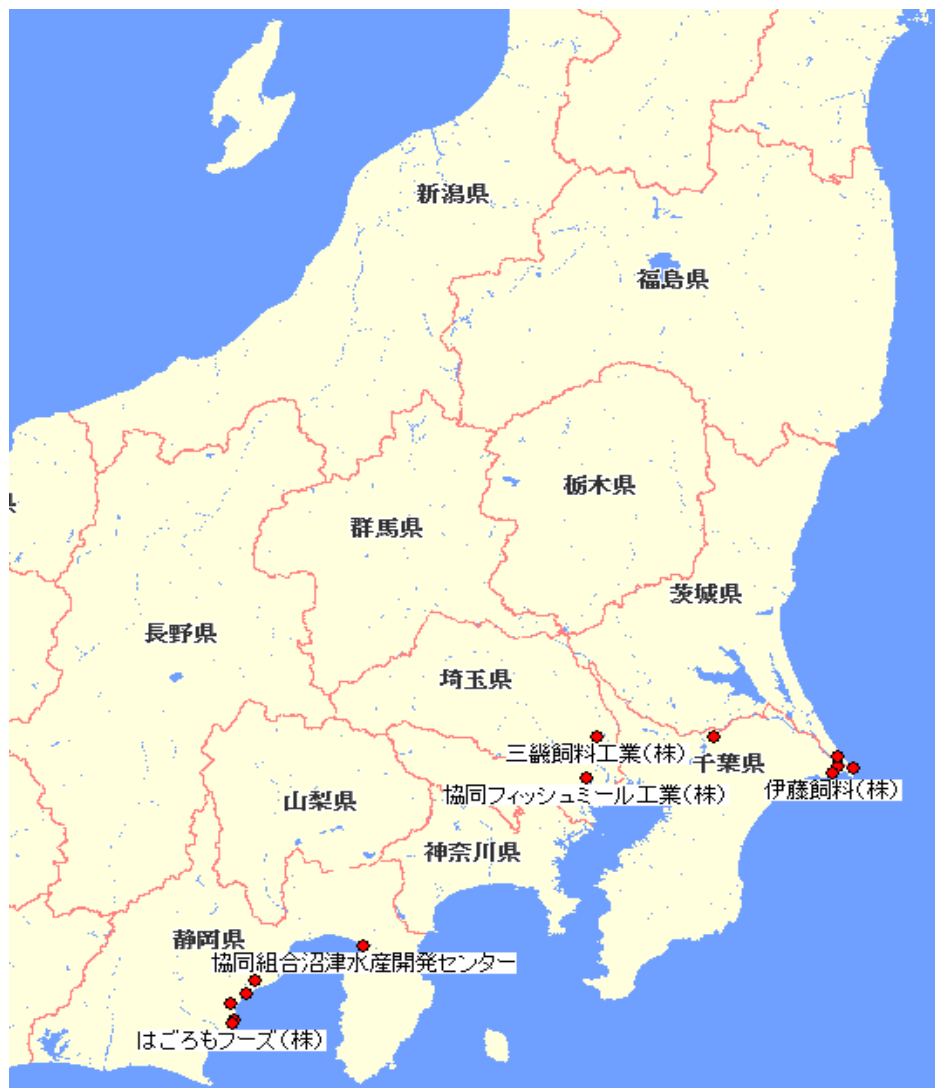 新潟県
福島県
栃木県
群馬県
茨城県
長野県
埼玉県
三畿飼料工業(株)
千葉県
伊藤飼料(株)
協同フィッシュミール工業(株)
山梨県
神奈川県
静岡県
協同組合沼津水産開発センター
はごろもフーズ(株)